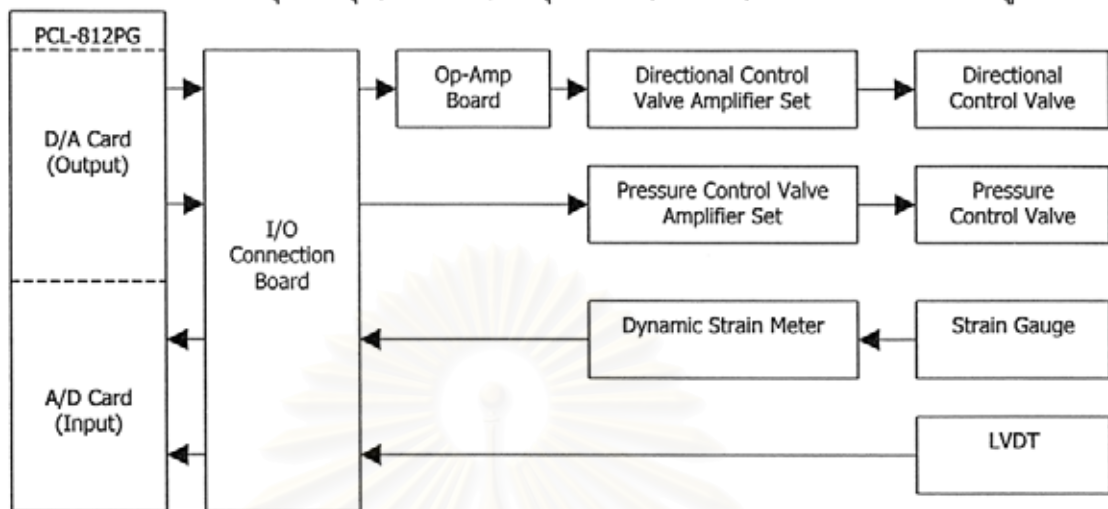 PCL-812PG
D/A Card
(Output)
A/D Card
(Input)
I/O
Connection
Board
Op-Amp
Board
Directional Control
Valve Amplifier Set
Directional
Control Valve
Pressure Control Valve
Amplifier Set
Pressure
Control Valve
Dynamic Strain Meter
Strain Gauge
LVDT